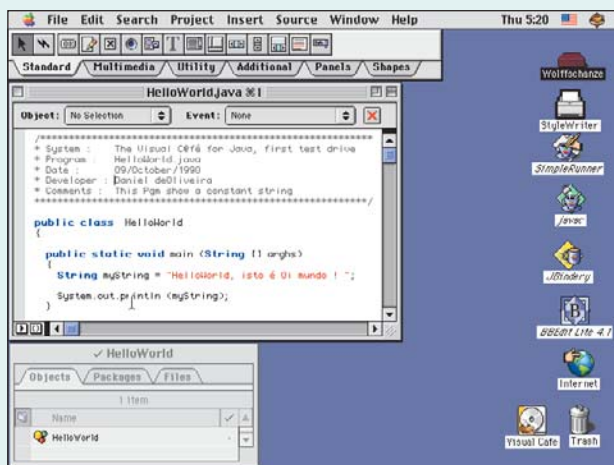 File Edit Search Project Insert Source Window Help Thu 5:20
Standard Multimedia Utility Additional Panels Shapes
HelloWorld.java ⌘1
Object: No Selection Event: None
/************************************************************
* System : The Visual C@fé for Java, first test drive
* Program : HelloWorld.java
* Date : 09/October/1990
* Developer : Daniel deOliveira
* Comments : This Pgm show a constant string
************************************************************/
public class HelloWorld
{
public static void main (String [] arghs)
{
String myString = "HelloWorld, isto é Oi mundo ! ";
System.out.println (myString);
}
✓ HelloWorld
Objects Packages Files
1 Item
Name ✓
HelloWorld
Wolffschanze
StyleWriter
SimpleRunner
javac
JBindery
B
BBEdit Lite 4.1
Internet
Visual Cafe Trash